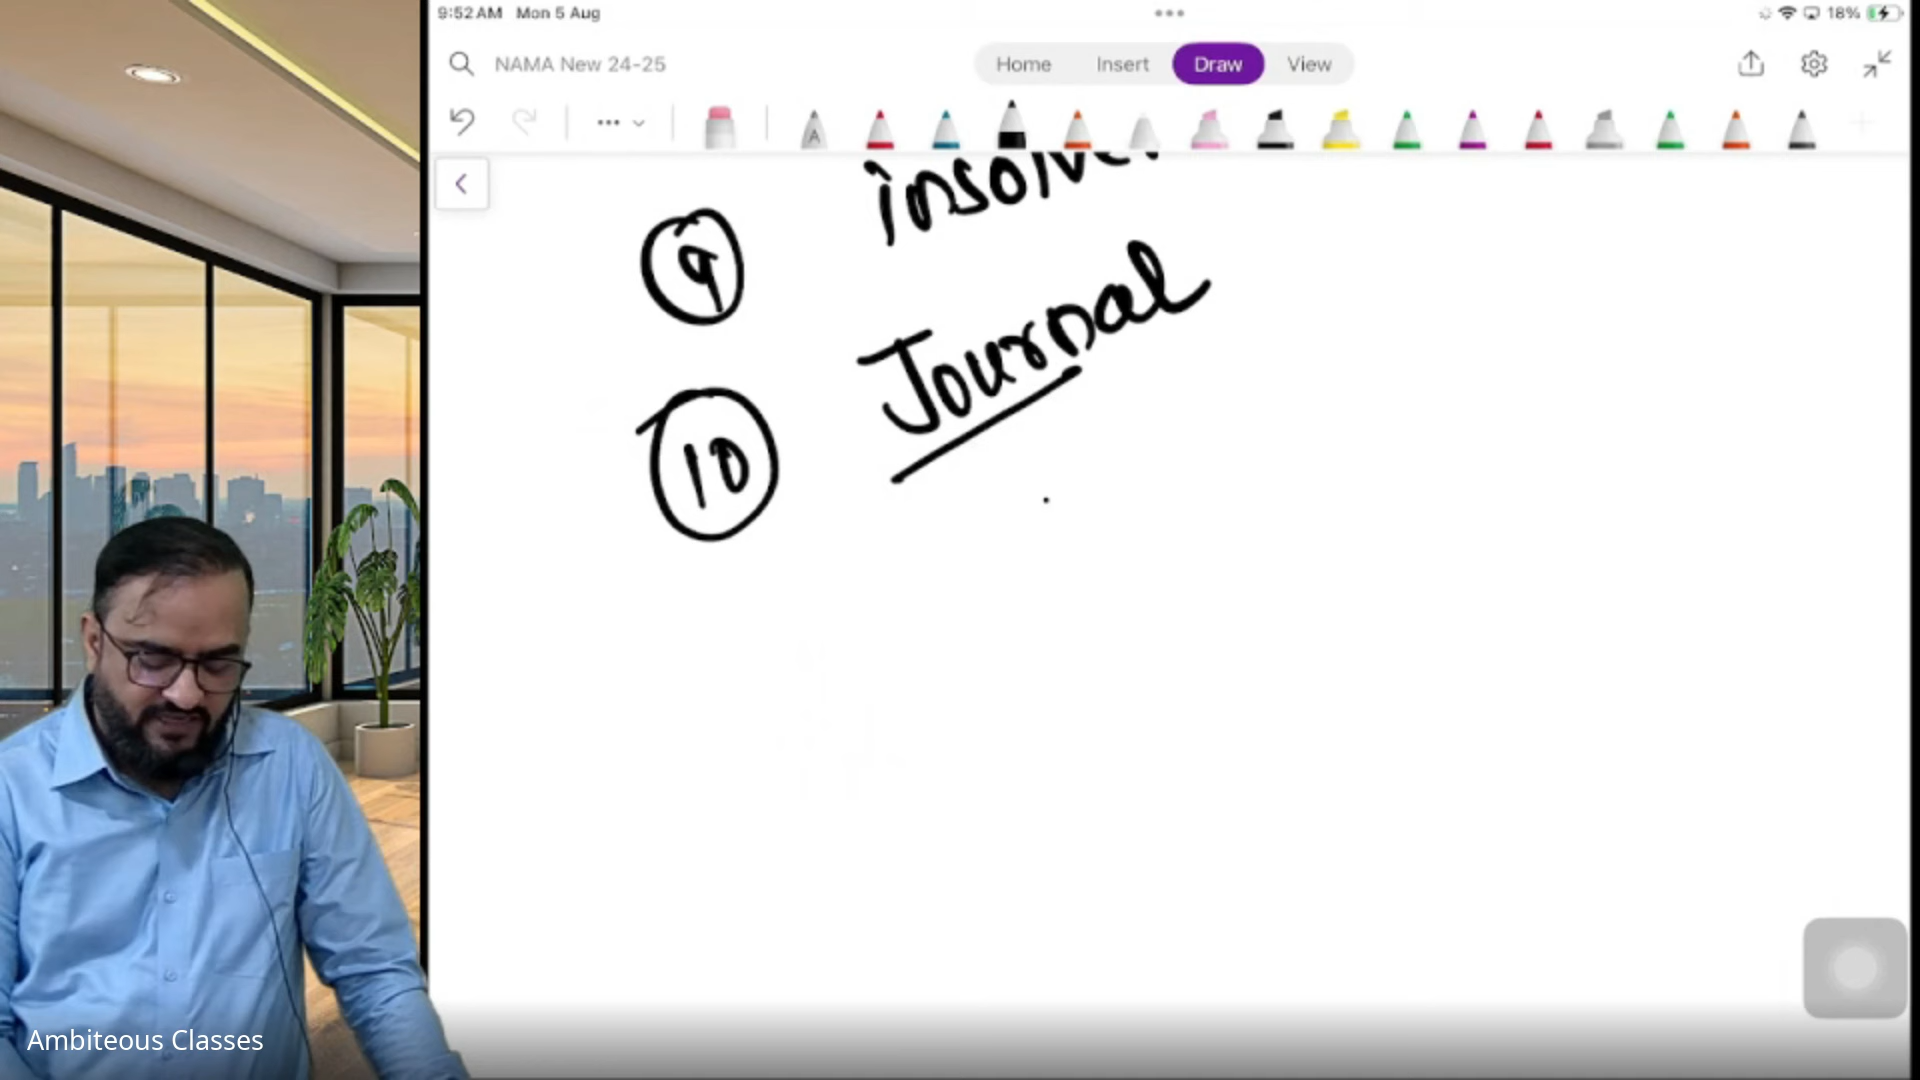 9:52 AM Mon 5 Aug
18%
NAMA New 24-25
Home Insert Draw View
A
9
Journal
10
Ambiteous Classes